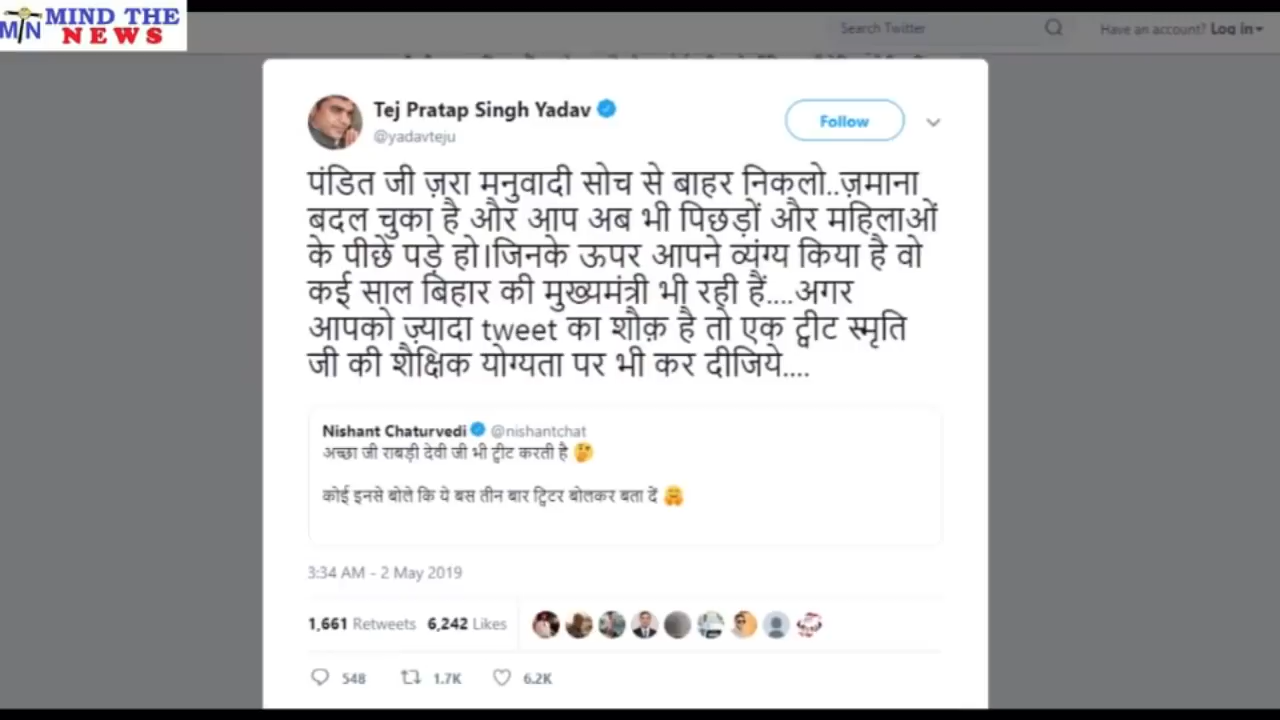 MIND THE
MTN NEWS
Search Twitter
Have an account? Log in
Tej Pratap Singh Yadav
@yadavteju
Follow
पंडित जी ज़रा मनुवादी सोच से बाहर निकलो..ज़माना
बदल चुका है और आप अब भी पिछड़ों और महिलाओं
के पीछे पड़े हो।जिनके ऊपर आपने व्यंग्य किया है वो
कई साल बिहार की मुख्यमंत्री भी रही हैं....अगर
आपको ज़्यादा tweet का शौक़ है तो एक ट्वीट स्मृति
जी की शैक्षिक योग्यता पर भी कर दीजिये....
Nishant Chaturvedi @nishantchat
अच्छा जी राबड़ी देवी जी भी ट्वीट करती है 🤔
कोई इनसे बोले कि ये बस तीन बार ट्विटर बोलकर बता दें 🤗
3:34 AM - 2 May 2019
1,661 Retweets 6,242 Likes
548 1.7K 6.2K